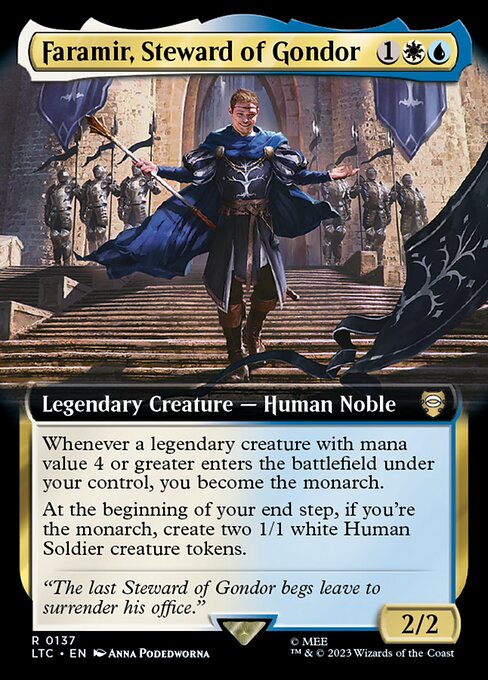 Faramir, Steward of Gondor 1
Legendary Creature — Human Noble
Whenever a legendary creature with mana
value 4 or greater enters the battlefield under
your control, you become the monarch.
At the beginning of your end step, if you're
the monarch, create two 1/1 white Human
Soldier creature tokens.
"The last Steward of Gondor begs leave to
surrender his office."
2/2
R 0137
LTC • EN Anna Podedworna
© MEE
™ & © 2023 Wizards of the Coast